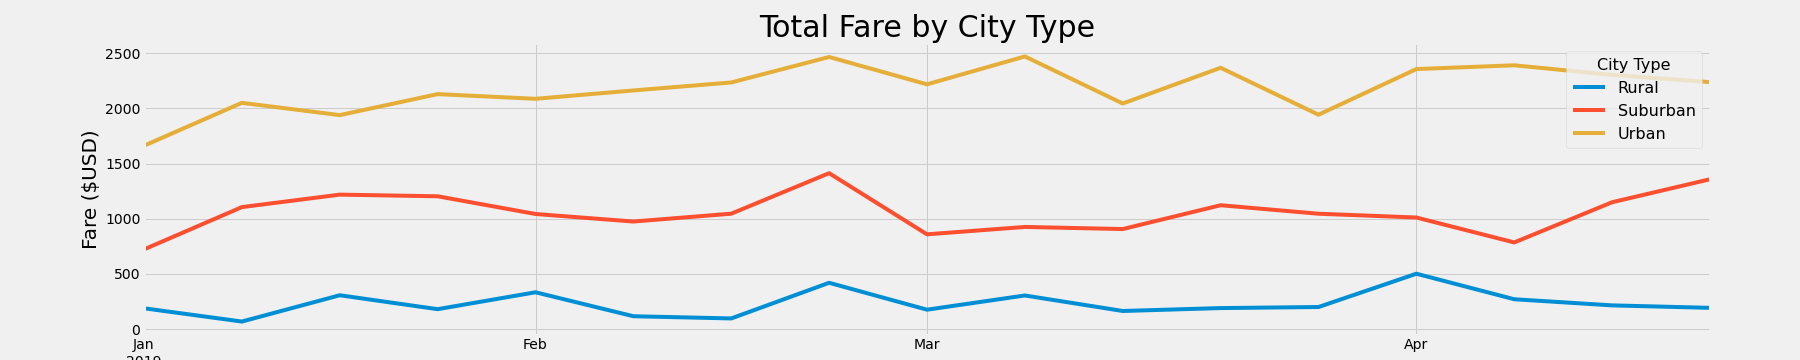 Total Fare by City Type
Fare ($USD)
2500
2000
1500
1000
500
0
City Type
Rural
Suburban
Urban
Jan
Feb
Mar
Apr
2019